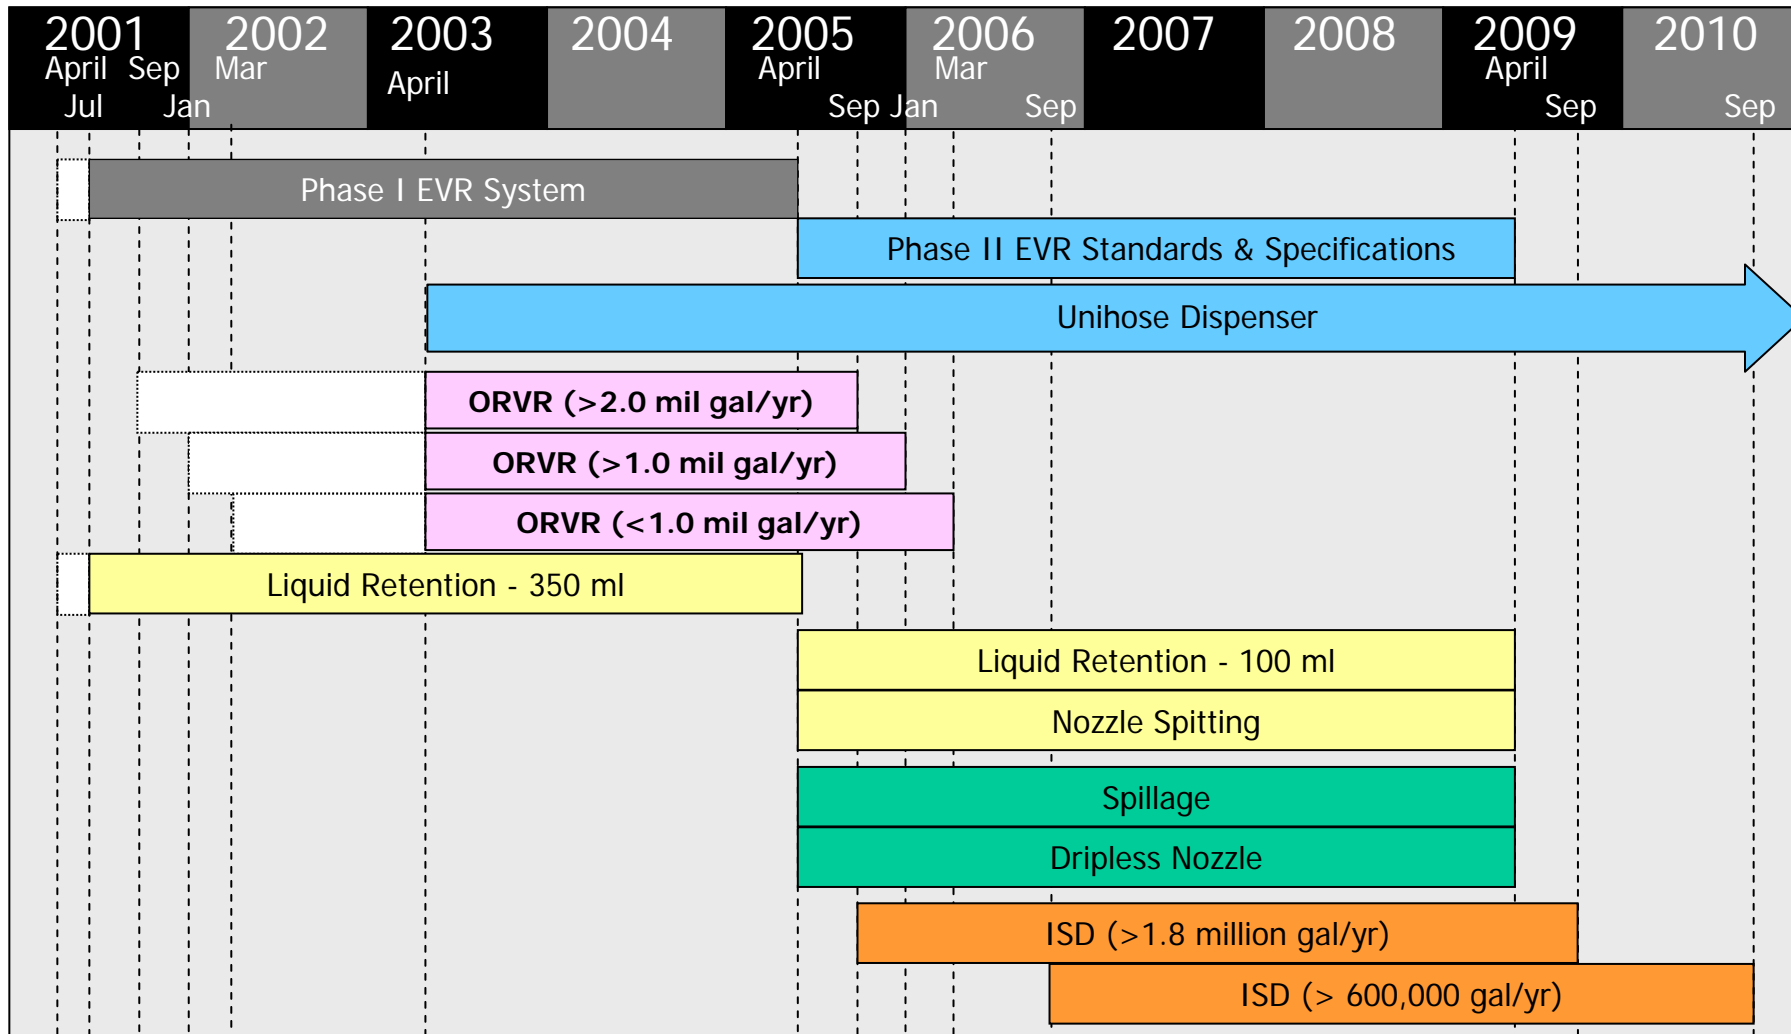 2001 2002 2003 2004 2005 2006 2007 2008 2009 2010
April Sep Mar April April Mar April
Jul Jan Sep Jan Sep Sep Sep
Phase I EVR System
Phase II EVR Standards & Specifications
Unihose Dispenser
ORVR (>2.0 mil gal/yr)
ORVR (>1.0 mil gal/yr)
ORVR (<1.0 mil gal/yr)
Liquid Retention - 350 ml
Liquid Retention - 100 ml
Nozzle Spitting
Spillage
Dripless Nozzle
ISD (>1.8 million gal/yr)
ISD (> 600,000 gal/yr)